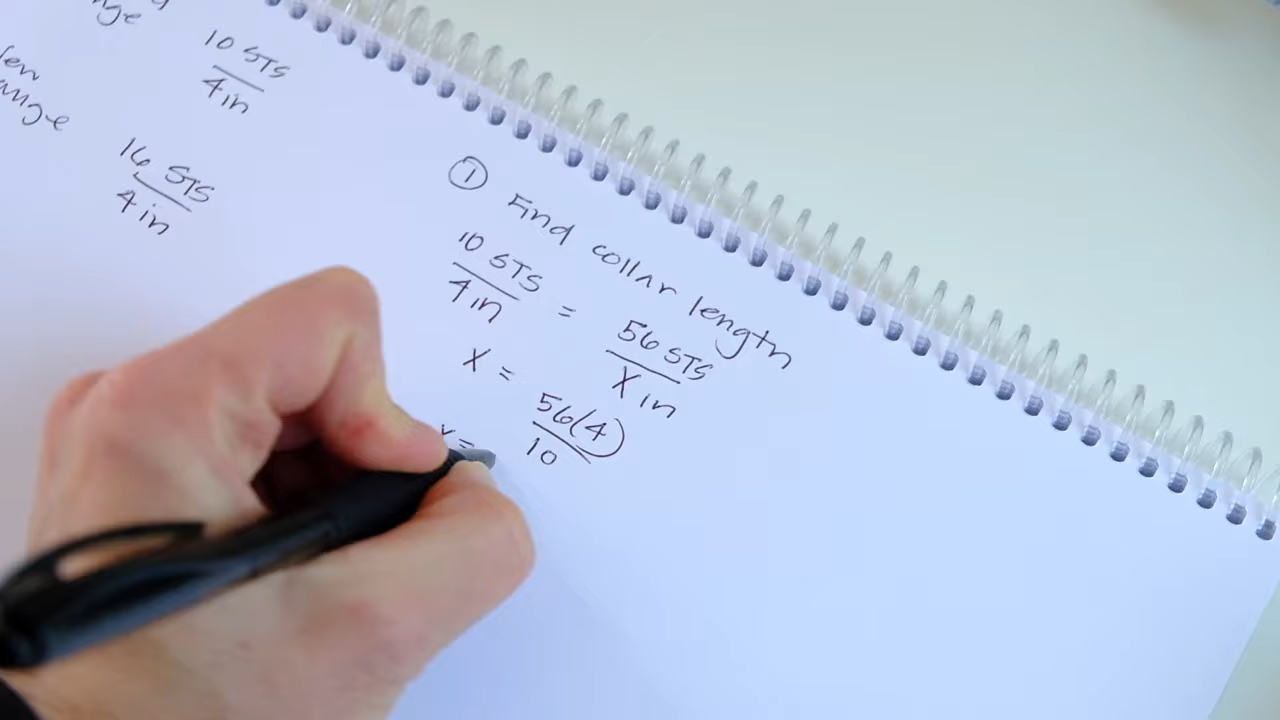 10 STS
4 in
16 STS
4 in
① Find collar length
10 STS
4 in
=
56 STS
X in
X =
56(4)
10
X =